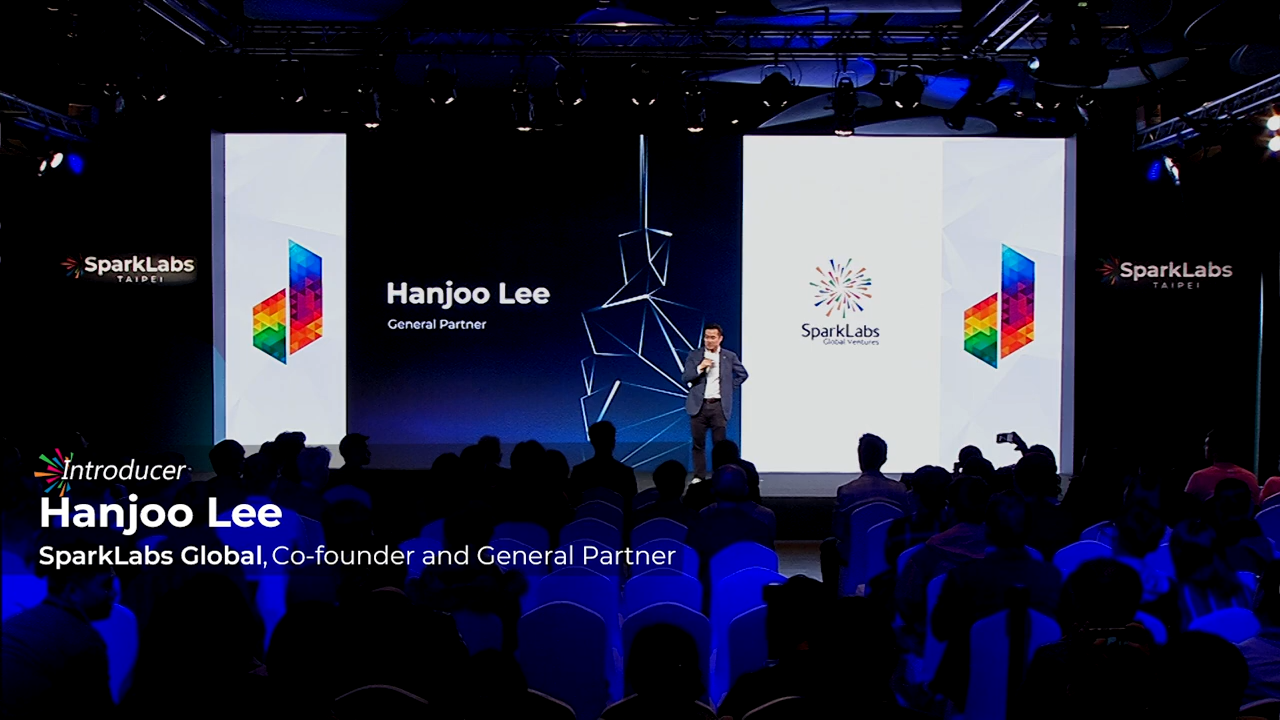 SparkLabs
TAIPEI
Hanjoo Lee
General Partner
SparkLabs
Global Ventures
SparkLabs
TAIPEI
Introducer
Hanjoo Lee
SparkLabs Global, Co-founder and General Partner